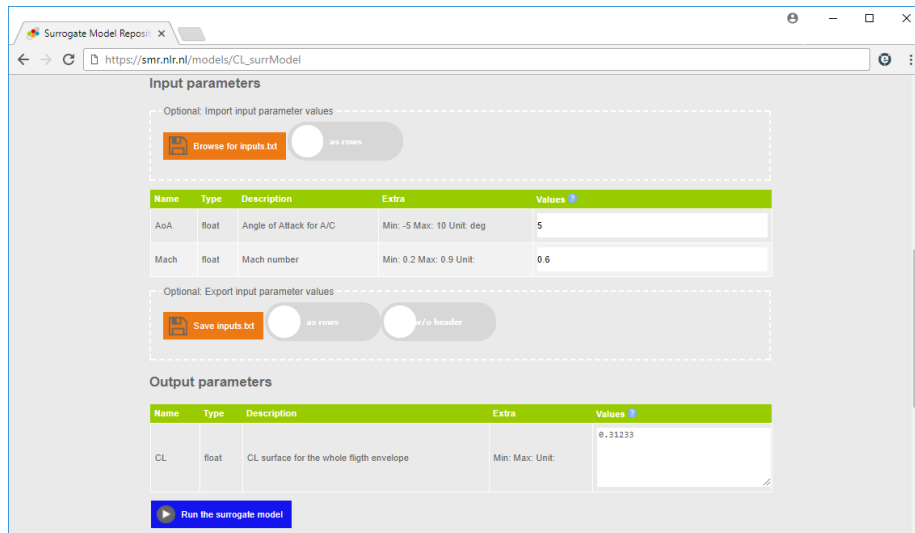 Surrogate Model Reposit
https://smr.nlr.nl/models/CL_surrModel
Input parameters
Optional: Import input parameter values
Browse for inputs.txt as rows
Name Type Description Extra Values ?
AoA float Angle of Attack for A/C Min: -5 Max: 10 Unit: deg 5
Mach float Mach number Min: 0.2 Max: 0.9 Unit: 0.6
Optional: Export input parameter values
Save inputs.txt as rows w/o header
Output parameters
Name Type Description Extra Values ?
CL float CL surface for the whole fligth envelope Min: Max: Unit: 0.31233
Run the surrogate model